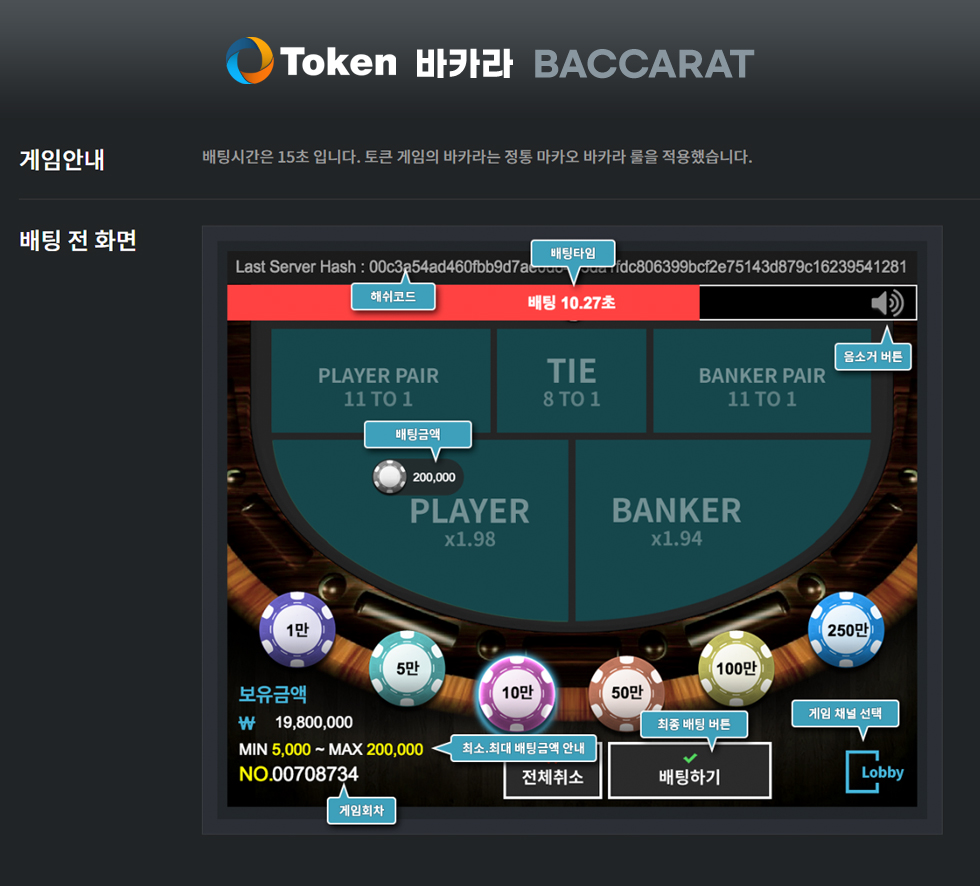 Token 바카라 BACCARAT
게임안내
배팅시간은 15초 입니다. 토큰 게임의 바카라는 정통 마카오 바카라 룰을 적용했습니다.
배팅 전 화면
배팅타임
Last Server Hash : 00c3a54ad460fbb9d7ae fdc806399bcf2e75143d879c16239541281
해쉬코드
배팅 10.27초
음소거 버튼
PLAYER PAIR
11 TO 1
TIE
8 TO 1
BANKER PAIR
11 TO 1
배팅금액
200,000
PLAYER
x1.98
BANKER
x1.94
1만
5만
10만
50만
100만
250만
보유금액
₩ 19,800,000
MIN 5,000 ~ MAX 200,000
최소.최대 배팅금액 안내
NO.00708734
게임회차
전체취소
최종 배팅 버튼
배팅하기
게임 채널 선택
Lobby